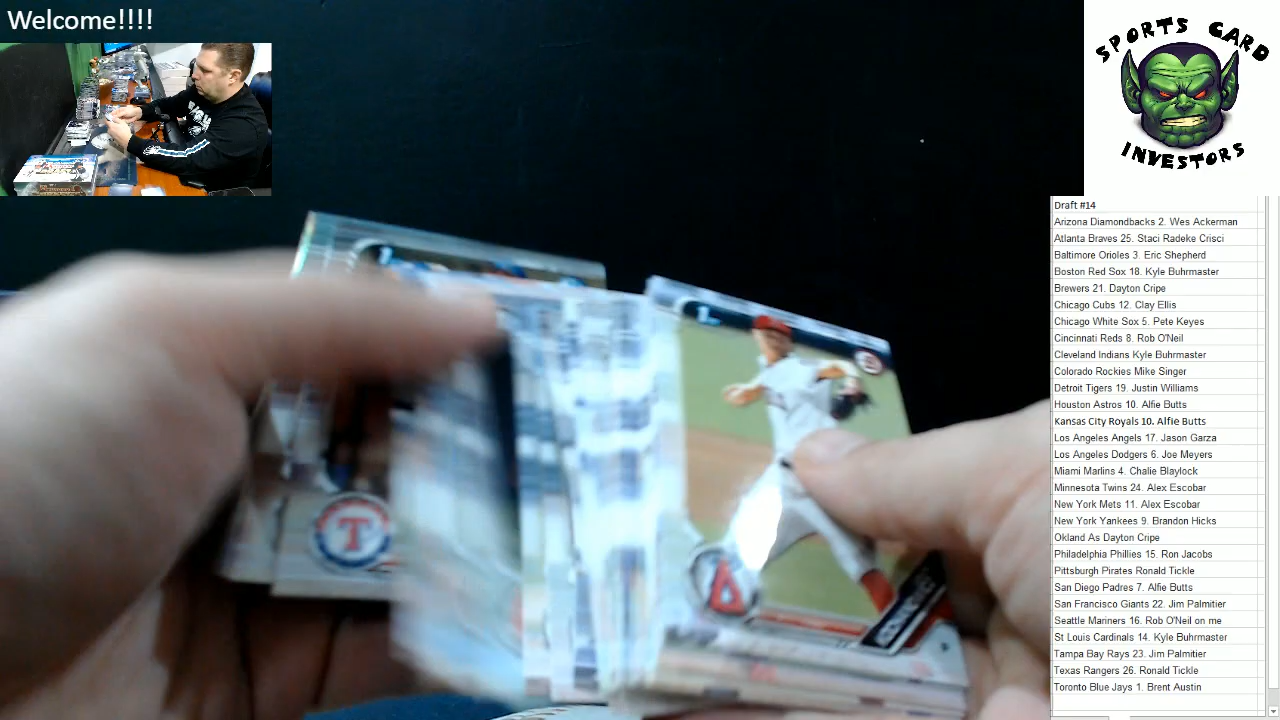 Welcome!!!!
SPORTS CARD
INVESTORS
Draft #14
Arizona Diamondbacks 2. Wes Ackerman
Atlanta Braves 25. Staci Radeke Crisci
Baltimore Orioles 3. Eric Shepherd
Boston Red Sox 18. Kyle Buhrmaster
Brewers 21. Dayton Cripe
Chicago Cubs 12. Clay Ellis
Chicago White Sox 5. Pete Keyes
Cincinnati Reds 8. Rob O'Neil
Cleveland Indians Kyle Buhrmaster
Colorado Rockies Mike Singer
Detroit Tigers 19. Justin Williams
Houston Astros 10. Alfie Butts
Kansas City Royals 10. Alfie Butts
Los Angeles Angels 17. Jason Garza
Los Angeles Dodgers 6. Joe Meyers
Miami Marlins 4. Chalie Blaylock
Minnesota Twins 24. Alex Escobar
New York Mets 11. Alex Escobar
New York Yankees 9. Brandon Hicks
Okland As Dayton Cripe
Philadelphia Phillies 15. Ron Jacobs
Pittsburgh Pirates Ronald Tickle
San Diego Padres 7. Alfie Butts
San Francisco Giants 22. Jim Palmitier
Seattle Mariners 16. Rob O'Neil on me
St Louis Cardinals 14. Kyle Buhrmaster
Tampa Bay Rays 23. Jim Palmitier
Texas Rangers 26. Ronald Tickle
Toronto Blue Jays 1. Brent Austin
T
A